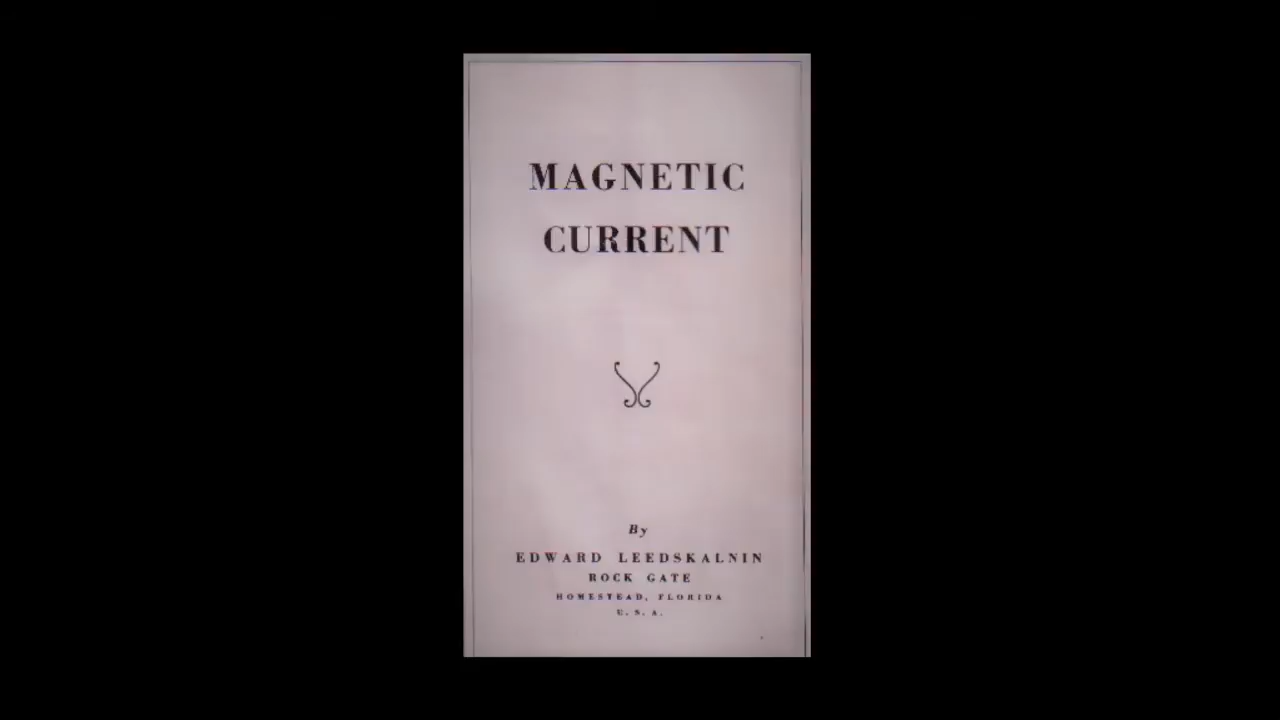 MAGNETIC
CURRENT
By
EDWARD LEEDSKALNIN
ROCK GATE
HOMESTEAD, FLORIDA
U. S. A.